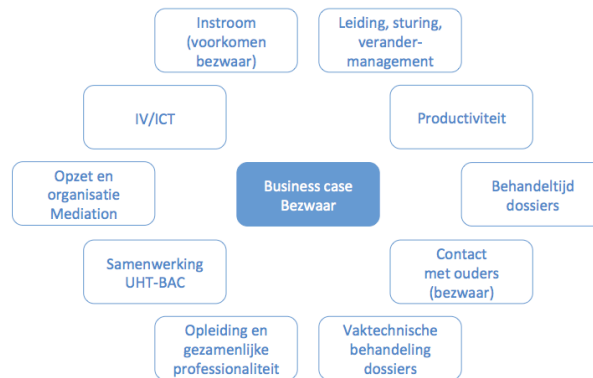 Instroom
(voorkomen
bezwaar)
Leiding, sturing,
verander-
management
IV/ICT
Productiviteit
Opzet en
organisatie
Mediation
Business case
Bezwaar
Behandeltijd
dossiers
Samenwerking
UHT-BAC
Contact
met ouders
(bezwaar)
Opleiding en
gezamenlijke
professionaliteit
Vaktechnische
behandeling
dossiers